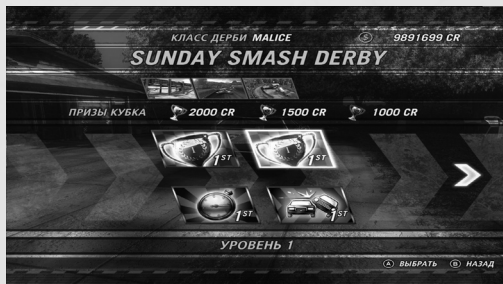 КЛАСС ДЕРБИ MALICE S 9891699 CR
SUNDAY SMASH DERBY
ПРИЗЫ КУБКА 2000 CR 1500 CR 1000 CR
1ST 1ST
1ST 1ST
УРОВЕНЬ 1
A ВЫБРАТЬ B НАЗАД